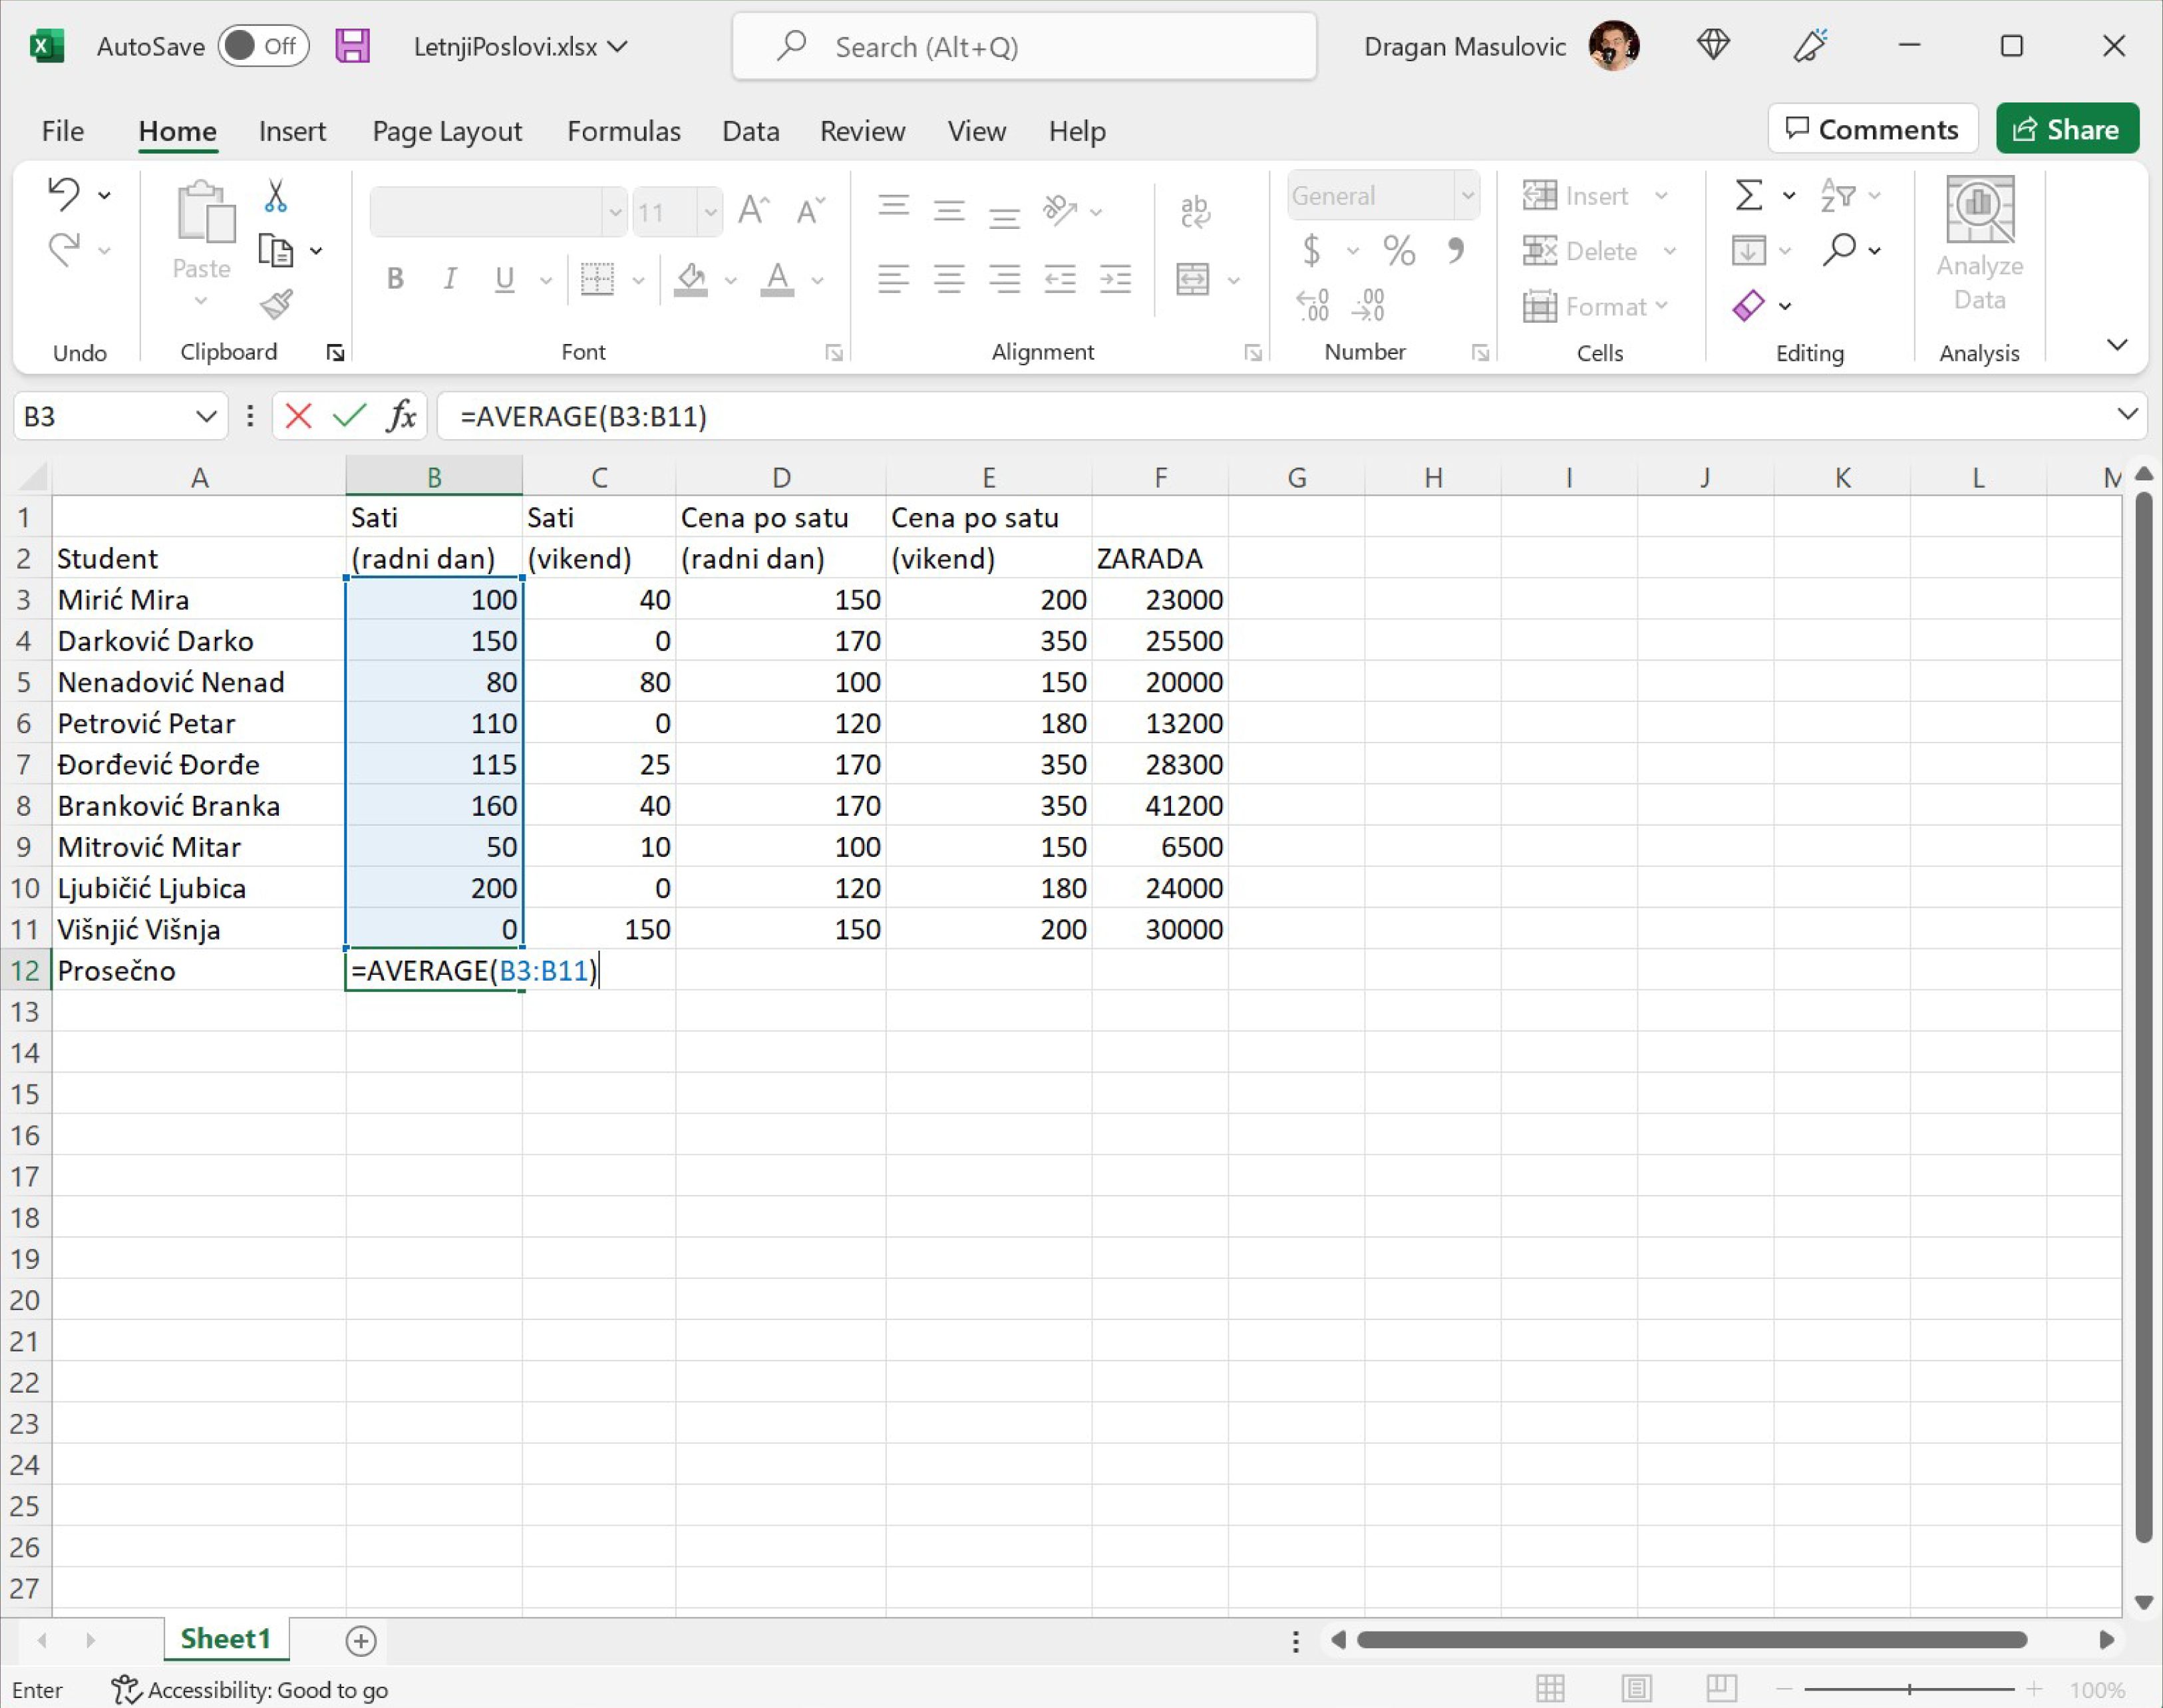 AutoSave Off LetnjiPoslovi.xlsx Search (Alt+Q) Dragan Masulovic
File Home Insert Page Layout Formulas Data Review View Help Comments Share
Paste
11
General
Insert
Delete
Format
Analyze
Data
Undo Clipboard Font Alignment Number Cells Editing Analysis
B3 fx =AVERAGE(B3:B11)
A B C D E F G H I J K L M
1 Sati Sati Cena po satu Cena po satu
2 Student (radni dan) (vikend) (radni dan) (vikend) ZARADA
3 Mirić Mira 100 40 150 200 23000
4 Darković Darko 150 0 170 350 25500
5 Nenadović Nenad 80 80 100 150 20000
6 Petrović Petar 110 0 120 180 13200
7 Đorđević Đorđe 115 25 170 350 28300
8 Branković Branka 160 40 170 350 41200
9 Mitrović Mitar 50 10 100 150 6500
10 Ljubičić Ljubica 200 0 120 180 24000
11 Višnjić Višnja 0 150 150 200 30000
12 Prosečno =AVERAGE(B3:B11)
13
14
15
16
17
18
19
20
21
22
23
24
25
26
27
Sheet1
Enter Accessibility: Good to go 100%